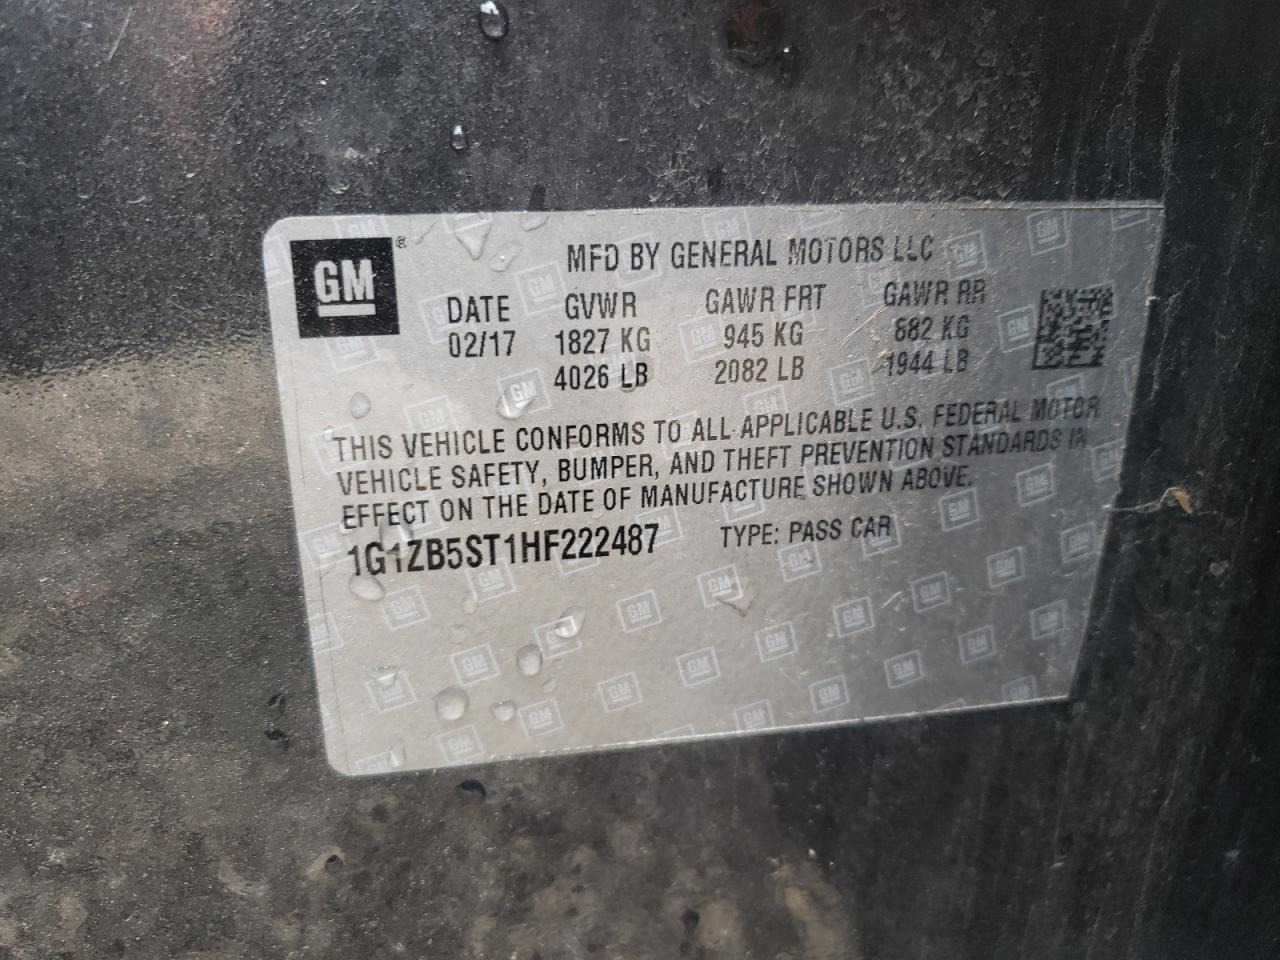 GM ®
MFD BY GENERAL MOTORS LLC
DATE GVWR GAWR FRT GAWR RR
02/17 1827 KG 945 KG 882 KG
4026 LB 2082 LB 1944 LB
THIS VEHICLE CONFORMS TO ALL APPLICABLE U.S. FEDERAL MOTOR
VEHICLE SAFETY, BUMPER, AND THEFT PREVENTION STANDARDS IN
EFFECT ON THE DATE OF MANUFACTURE SHOWN ABOVE.
1G1ZB5ST1HF222487 TYPE: PASS CAR